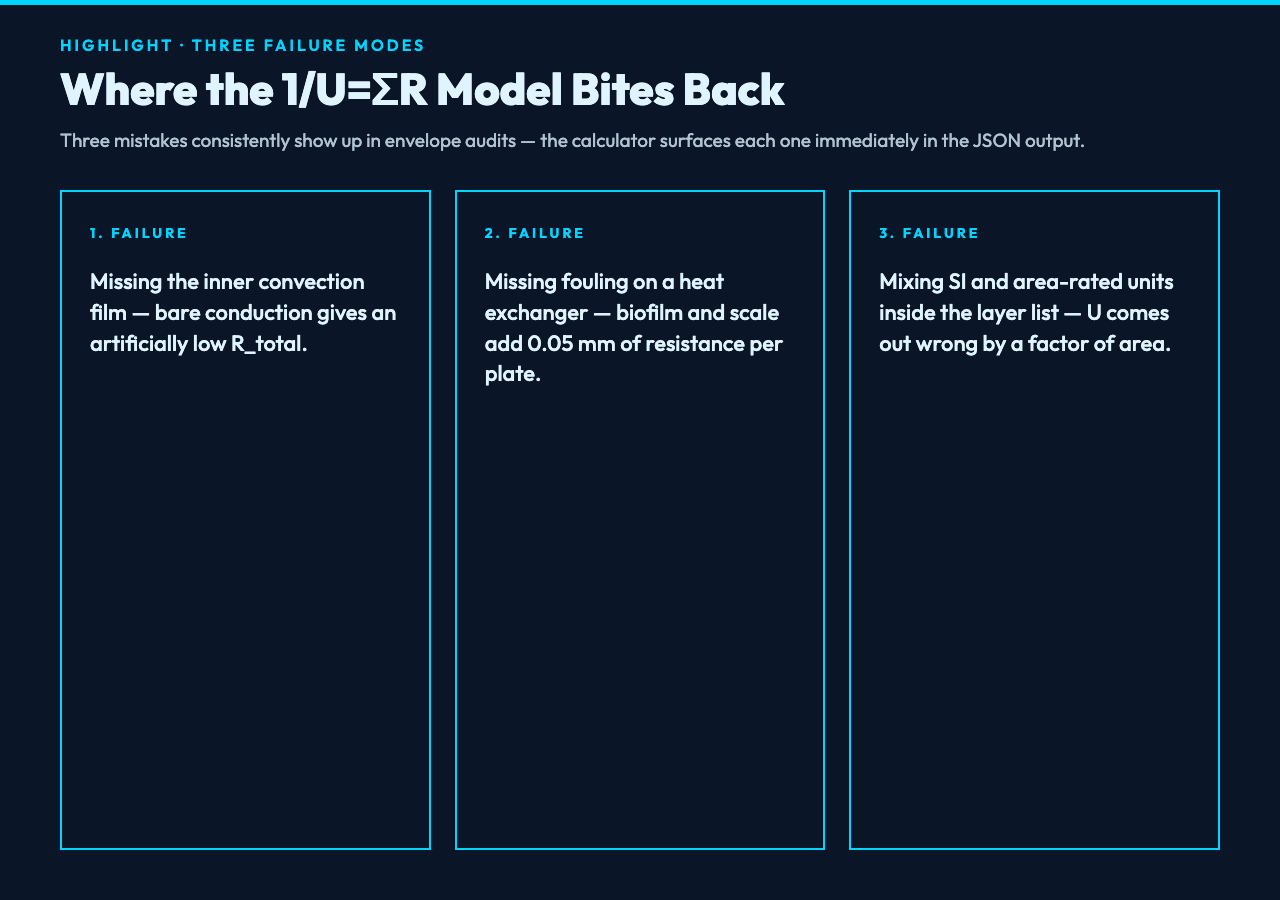 HIGHLIGHT · THREE FAILURE MODES
Where the 1/U=ΣR Model Bites Back
Three mistakes consistently show up in envelope audits — the calculator surfaces each one immediately in the JSON output.
1. FAILURE
Missing the inner convection
film — bare conduction gives an
artificially low R_total.
2. FAILURE
Missing fouling on a heat
exchanger — biofilm and scale
add 0.05 mm of resistance per
plate.
3. FAILURE
Mixing SI and area-rated units
inside the layer list — U comes
out wrong by a factor of area.